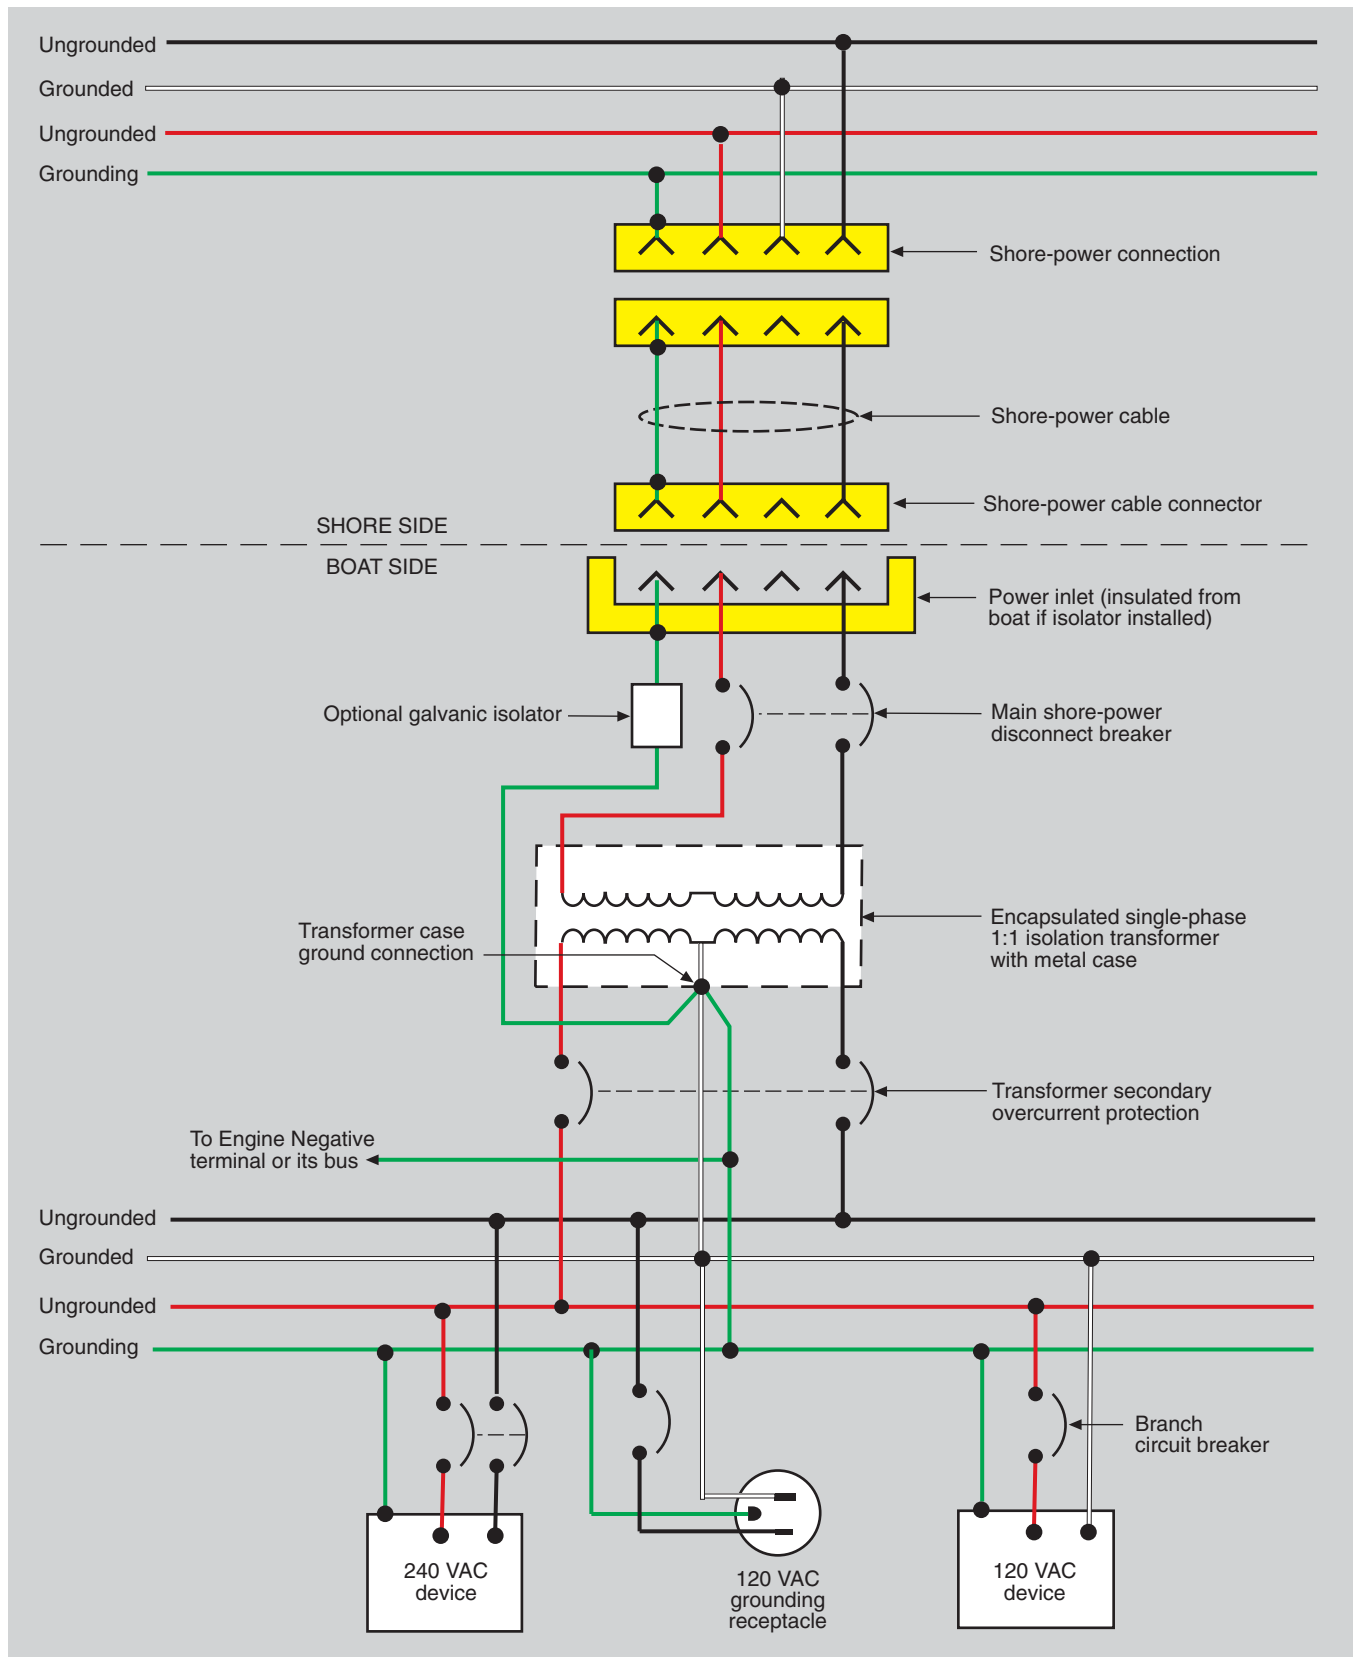 Ungrounded
Grounded
Ungrounded
Grounding
Shore-power connection
Shore-power cable
Shore-power cable connector
SHORE SIDE
BOAT SIDE
Power inlet (insulated from
boat if isolator installed)
Optional galvanic isolator
Main shore-power
disconnect breaker
Transformer case
ground connection
Encapsulated single-phase
1:1 isolation transformer
with metal case
Transformer secondary
overcurrent protection
To Engine Negative
terminal or its bus
Ungrounded
Grounded
Ungrounded
Grounding
Branch
circuit breaker
240 VAC
device
120 VAC
grounding
receptacle
120 VAC
device